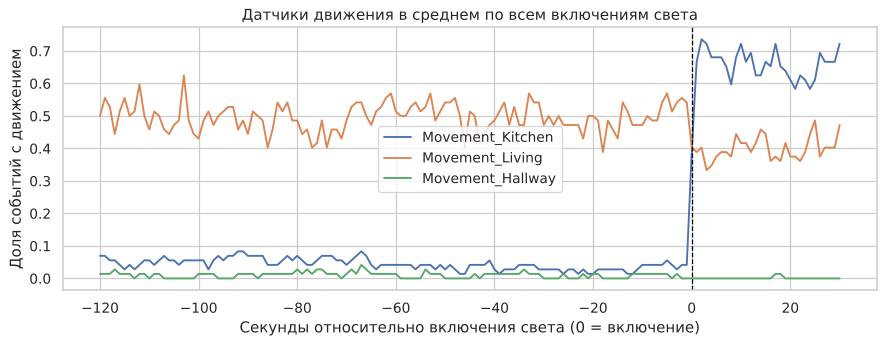 Датчики движения в среднем по всем включениям света
Доля событий с движением
0.7
0.6
0.5
0.4
0.3
0.2
0.1
0.0
Movement_Kitchen
Movement_Living
Movement_Hallway
−120
−100
−80
−60
−40
−20
0
20
Секунды относительно включения света (0 = включение)